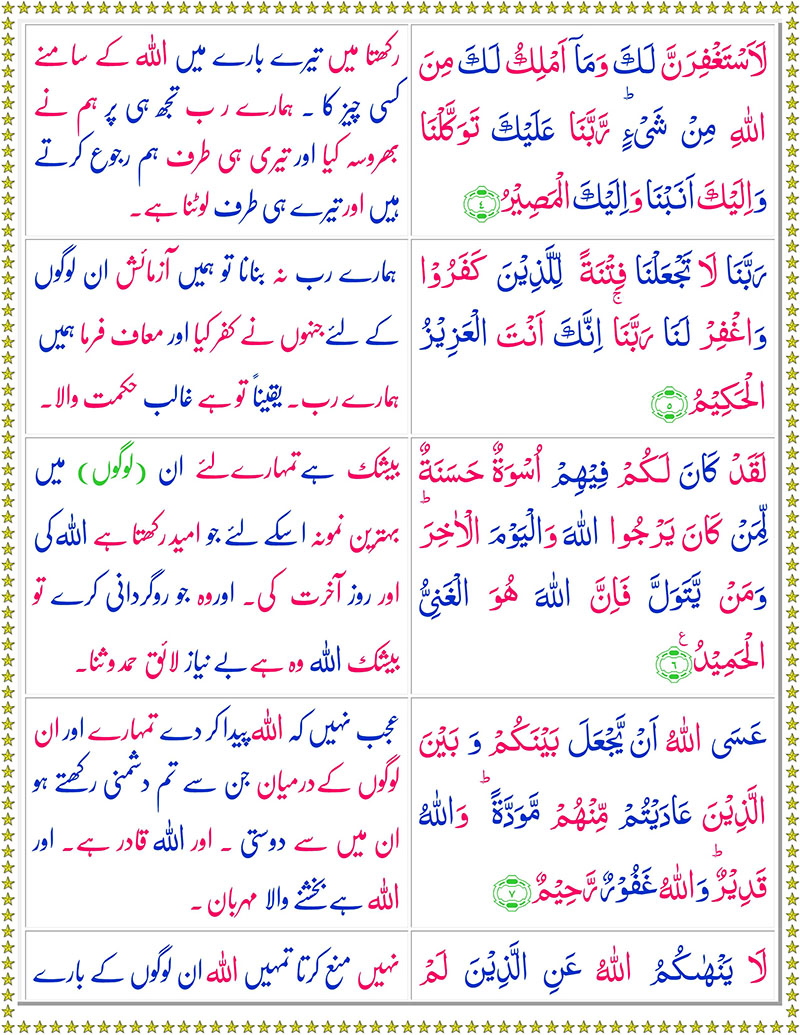 لَاَسْتَغْفِرَنَّ لَكَ وَمَآ اَمْلِكُ لَكَ مِنَ
اللّٰهِ مِنْ شَىْءٍ ؕ رَّبَّنَا عَلَيْكَ تَوَكَّلْنَا
وَاِلَيْكَ اَنَبْنَا وَاِلَيْكَ الْمَصِيْرُ ﴿۴﴾
رکھتا میں تیرے بارے میں اللہ کے سامنے
کسی چیز کا ۔ ہمارے رب تجھ ہی پر ہم نے
بھروسہ کیا اور تیری ہی طرف ہم رجوع کرتے
ہیں اور تیرے ہی طرف لوٹنا ہے۔
رَبَّنَا لَا تَجْعَلْنَا فِتْنَةً لِّلَّذِيْنَ كَفَرُوْا
وَاغْفِرْ لَنَا رَبَّنَا ۚ اِنَّكَ اَنْتَ الْعَزِيْزُ
الْحَكِيْمُ ﴿۵﴾
ہمارے رب نہ بنانا تو ہمیں آزمائش ان لوگوں
کے لئے جنہوں نے کفر کیا اور معاف فرما ہمیں
ہمارے رب۔ یقیناً تو ہے غالب حکمت والا۔
لَقَدْ كَانَ لَكُمْ فِيْهِمْ اُسْوَةٌ حَسَنَةٌ
لِّمَنْ كَانَ يَرْجُوا اللّٰهَ وَالْيَوْمَ الْاٰخِرَ ؕ
وَمَنْ يَّتَوَلَّ فَاِنَّ اللّٰهَ هُوَ الْغَنِىُّ
الْحَمِيْدُ ﴿۶﴾ ع
بیشک ہے تمہارے لئے ان (لوگوں) میں
بہترین نمونہ اسکے لئے جو امید رکھتا ہے اللہ کی
اور روز آخرت کی۔ اور وہ جو روگردانی کرے تو
بیشک اللہ وہ ہے بے نیاز لائق حمد و ثنا۔
عَسَى اللّٰهُ اَنْ يَّجْعَلَ بَيْنَكُمْ وَ بَيْنَ
الَّذِيْنَ عَادَيْتُمْ مِّنْهُمْ مَّوَدَّةً ؕ وَاللّٰهُ
قَدِيْرٌ ؕ وَاللّٰهُ غَفُوْرٌ رَّحِيْمٌ ﴿۷﴾
عجب نہیں کہ اللہ پیدا کر دے تمہارے اور ان
لوگوں کے درمیان جن سے تم دشمنی رکھتے ہو
ان میں سے دوستی ۔ اور اللہ قادر ہے۔ اور
اللہ ہے بخشنے والا مہربان ۔
لَا يَنْهٰٮكُمُ اللّٰهُ عَنِ الَّذِيْنَ لَمْ
نہیں منع کرتا تمہیں اللہ ان لوگوں کے بارے